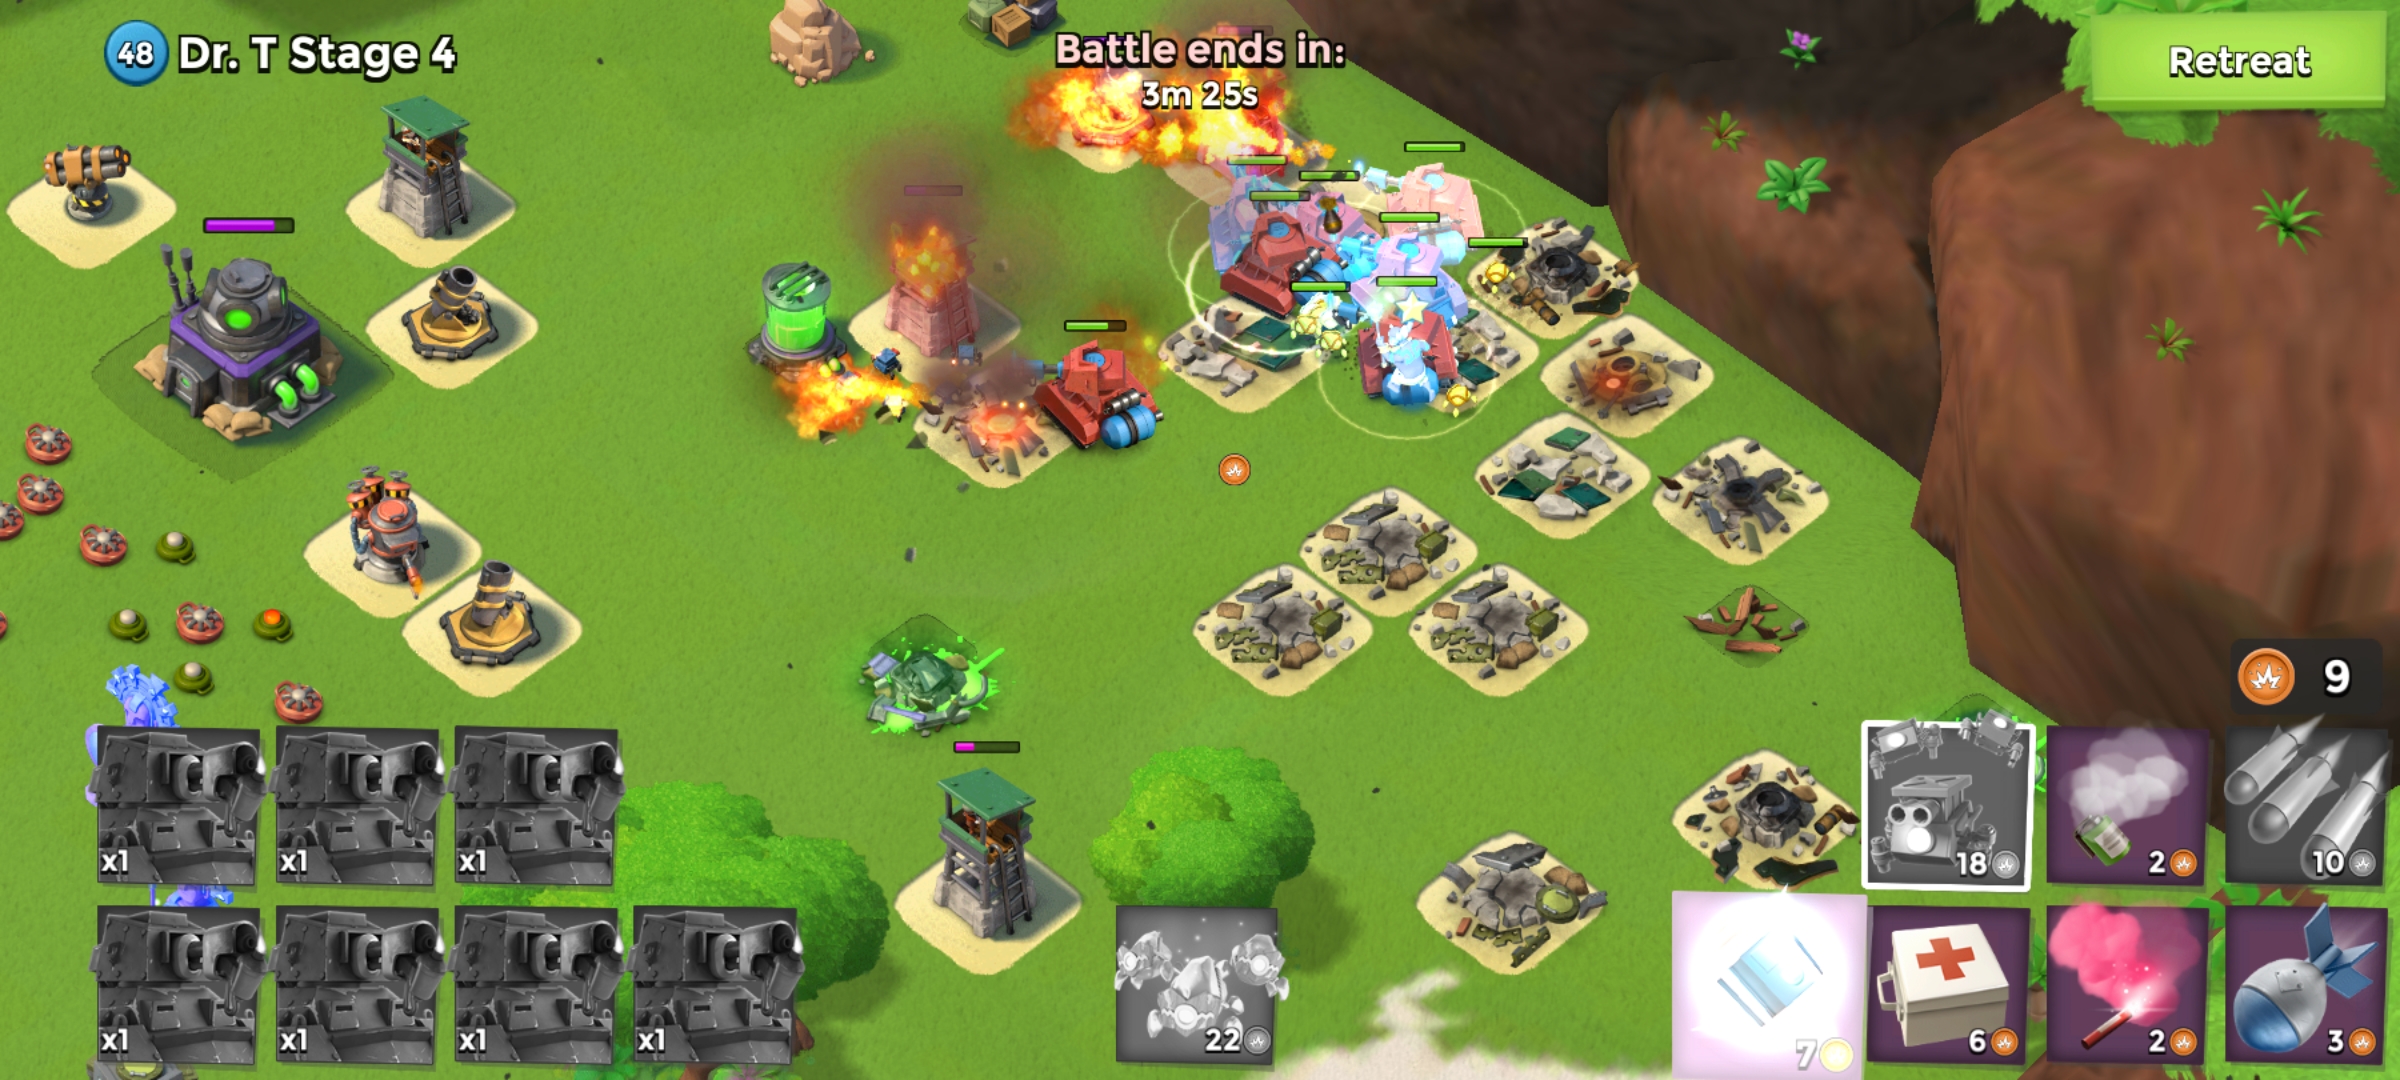 48 Dr. T Stage 4
Battle ends in:
3m 25s
Retreat
9
x1
x1
x1
18
2
10
x1
x1
x1
x1
22
7
6
2
3